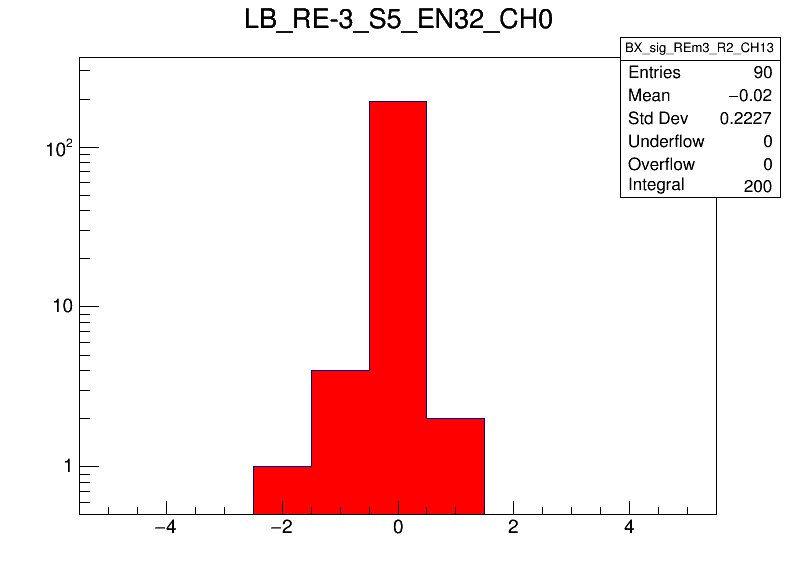 LB_RE-3_S5_EN32_CH0
BX_sig_REm3_R2_CH13
Entries 90
Mean −0.02
Std Dev 0.2227
Underflow 0
Overflow 0
Integral 200
10²
10
1
−4 −2 0 2 4